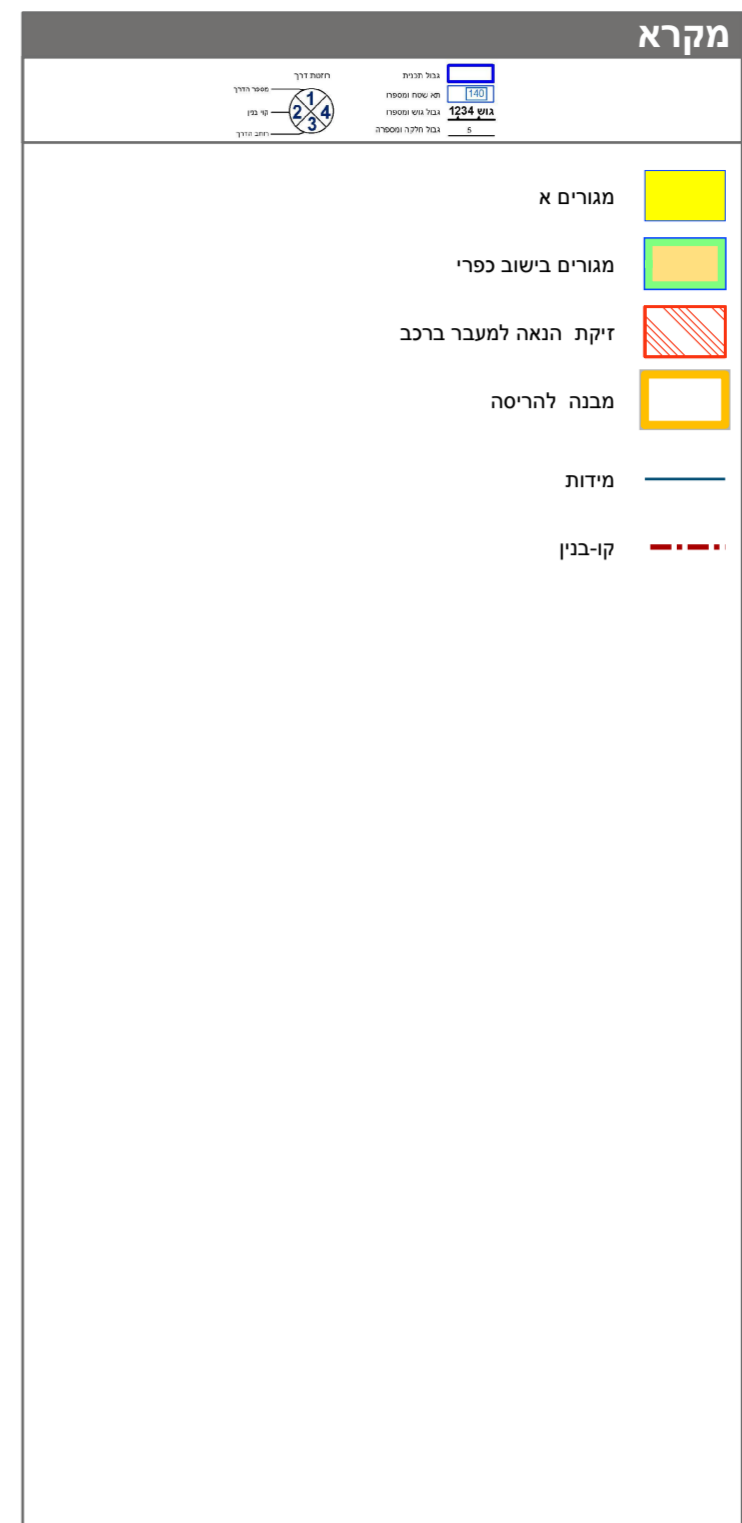 מקרא
גבול תכנית
140 תא שטח ומספרו
גוש 1234 גבול גוש ומספרו
5 גבול חלקה ומספרה
רוזטת דרך
מספר הדרך
קוי בנין
רוחב הדרך
1
2 4
3
מגורים א
מגורים בישוב כפרי
זיקת הנאה למעבר ברכב
מבנה להריסה
מידות
קו-בנין